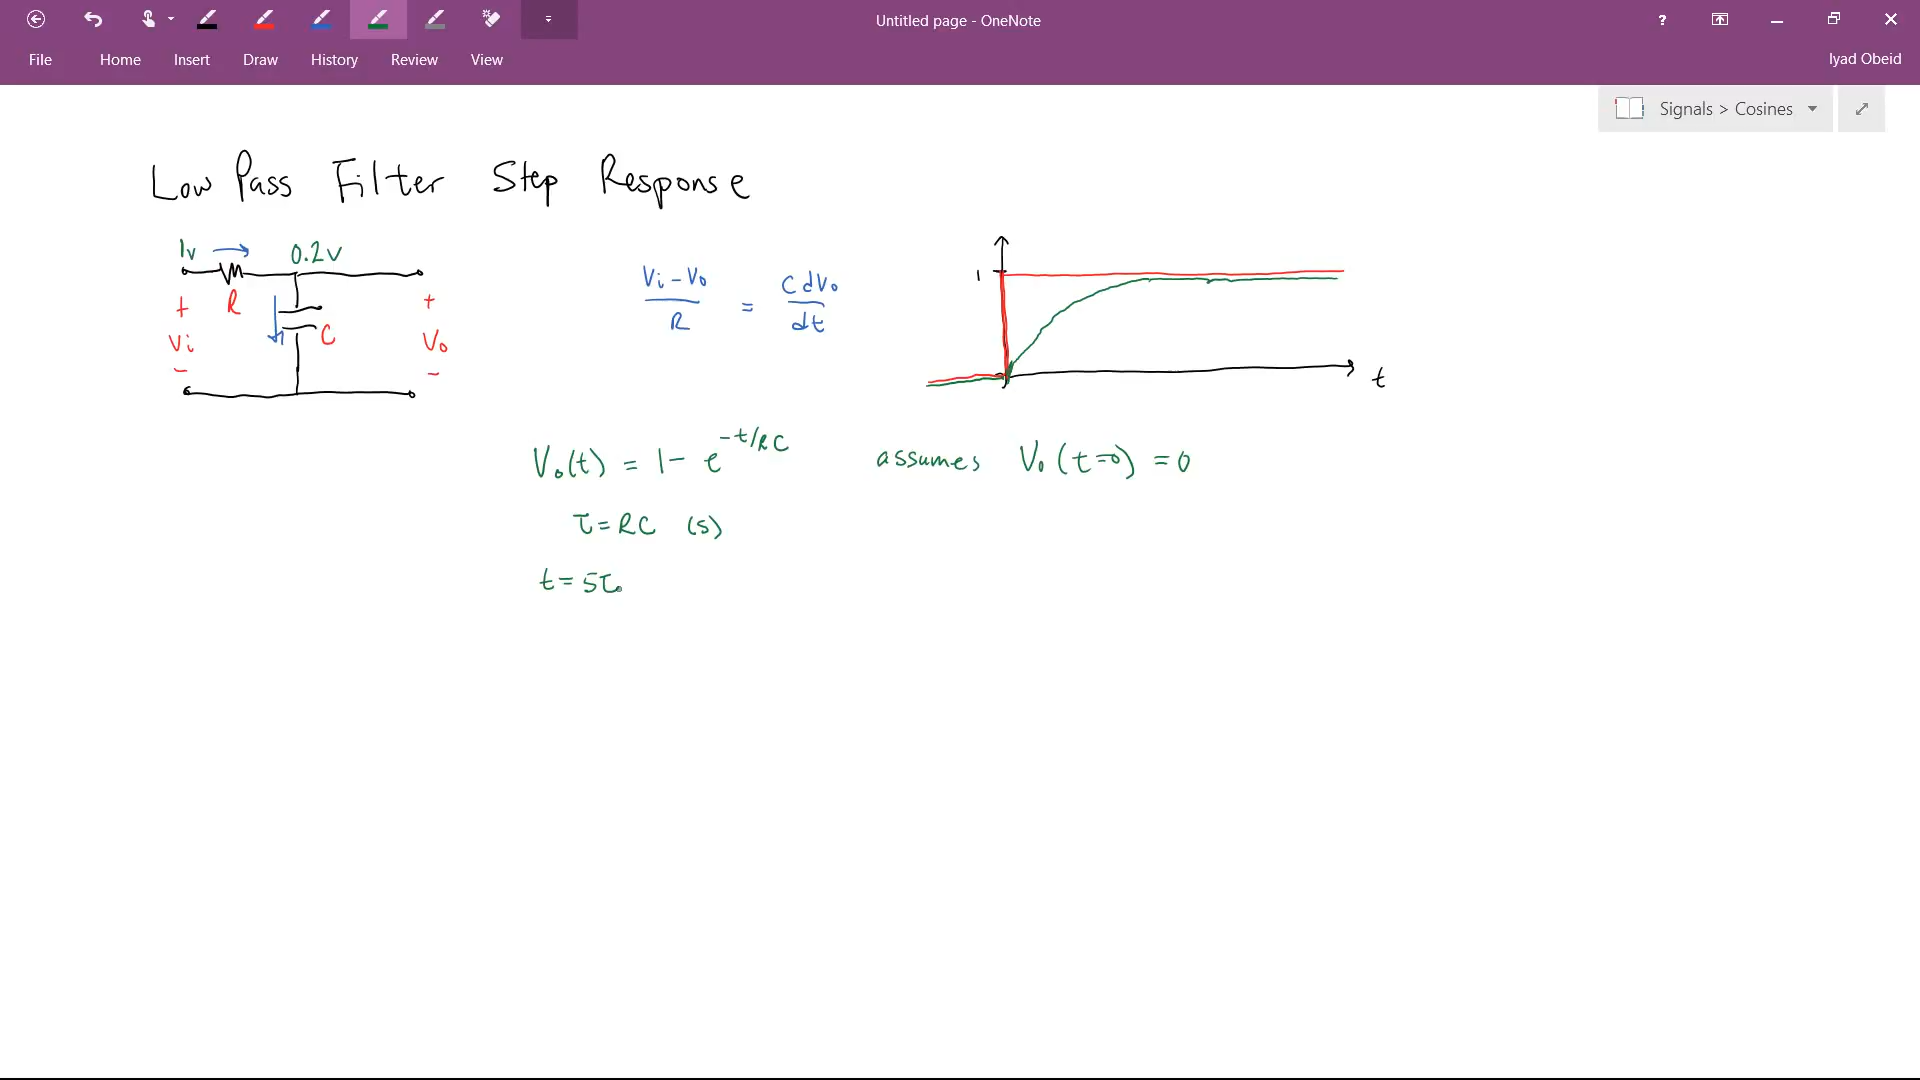 Untitled page - OneNote
?
File Home Insert Draw History Review View
Iyad Obeid
Signals > Cosines
Low Pass Filter Step Response
1v 0.2v
+ R C +
Vi Vo
- -
Vi - Vo / R = C dVo / dt
1
t
Vo(t) = 1 - e^-t/RC assumes Vo(t=0) = 0
τ = RC (s)
t = 5τ